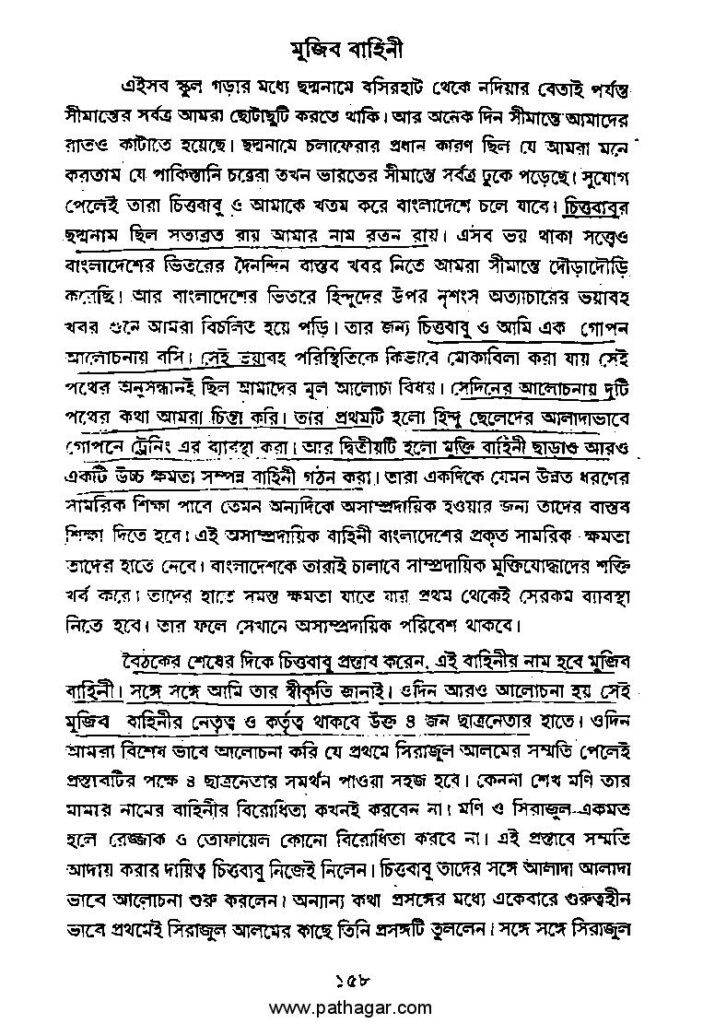 মুজিব বাহিনী
এইসব স্কুল গড়ার মধ্যে ছদ্মনামে বসিরহাট থেকে নদিয়ার বেতাই পর্যন্ত
সীমান্তের সর্বত্র আমরা ছোটাছুটি করতে থাকি। আর অনেক দিন সীমান্তে আমাদের
রাতও কাটাতে হয়েছে। ছদ্মনামে চলাফেরার প্রধান কারণ ছিল যে আমরা মনে
করতাম যে পাকিস্তানি চরেরা তখন ভারতের সীমান্তে সর্বত্র ঢুকে পড়েছে। সুযোগ
পেলেই তারা চিত্তবাবু ও আমাকে খতম করে বাংলাদেশে চলে যাবে। চিত্তবাবুর
ছদ্মনাম ছিল সত্যব্রত রায় আমার নাম রতন রায়। এসব ভয় থাকা সত্ত্বেও
বাংলাদেশের ভিতরের দৈনন্দিন বাস্তব খবর নিতে আমরা সীমান্তে দৌড়াদৌড়ি
করেছি। আর বাংলাদেশের ভিতরে হিন্দুদের উপর নৃশংস অত্যাচারের ভয়াবহ
খবর শুনে আমরা বিচলিত হয়ে পড়ি। তার জন্য চিত্তবাবু ও আমি এক গোপন
আলোচনায় বসি। সেই ভয়াবহ পরিস্থিতিকে কিভাবে মোকাবিলা করা যায় সেই
পথের অনুসন্ধানই ছিল আমাদের মূল আলোচ্য বিষয়। সেদিনের আলোচনায় দুটি
পথের কথা আমরা চিন্তা করি। তার প্রথমটি হলো হিন্দু ছেলেদের আলাদাভাবে
গোপনে ট্রেনিং এর ব্যাবস্থা করা। আর দ্বিতীয়টি হলো মুক্তি বাহিনী ছাড়াও আরও
একটি উচ্চ ক্ষমতা সম্পন্ন বাহিনী গঠন করা। তারা একদিকে যেমন উন্নত ধরণের
সামরিক শিক্ষা পাবে তেমন অন্যদিকে অসাম্প্রদায়িক হওয়ার জন্য তাদের বাস্তব
শিক্ষা দিতে হবে। এই অসাম্প্রদায়িক বাহিনী বাংলাদেশের প্রকৃত সামরিক ক্ষমতা
তাদের হাতে নেবে। বাংলাদেশকে তারাই চালাবে সাম্প্রদায়িক মুক্তিযোদ্ধাদের শক্তি
খর্ব করে। তাদের হাতে সমস্ত ক্ষমতা যাতে যায় প্রথম থেকেই সেরকম ব্যাবস্থা
নিতে হবে। তার ফলে সেখানে অসাম্প্রদায়িক পরিবেশ থাকবে।
বৈঠকের শেষের দিকে চিত্তবাবু প্রস্তাব করেন, এই বাহিনীর নাম হবে মুজিব
বাহিনী। সঙ্গে সঙ্গে আমি তার স্বীকৃতি জানাই। ওদিন আরও আলোচনা হয় সেই
মুজিব বাহিনীর নেতৃত্ব ও কর্তৃত্ব থাকবে উক্ত ৪ জন ছাত্রনেতার হাতে। ওদিন
আমরা বিশেষ ভাবে আলোচনা করি যে প্রথমে সিরাজুল আলমের সম্মতি পেলেই
প্রস্তাবটির পক্ষে ৪ ছাত্রনেতার সমর্থন পাওয়া সহজ হবে। কেননা শেখ মণি তার
মামার নামের বাহিনীর বিরোধিতা কখনই করবেন না। মণি ও সিরাজুল একমত
হলে রেজ্জাক ও তোফায়েল কোনো বিরোধিতা করবে না। এই প্রস্তাবে সম্মতি
আদায় করার দায়িত্ব চিত্তবাবু নিজেই নিলেন। চিত্তবাবু তাদের সঙ্গে আলাদা আলাদা
ভাবে আলোচনা শুরু করলেন। অন্যান্য কথা প্রসঙ্গের মধ্যে একেবারে গুরুত্বহীন
ভাবে প্রথমেই সিরাজুল আলমের কাছে তিনি প্রসঙ্গটি তুললেন। সঙ্গে সঙ্গে সিরাজুল
১৫৮
www.pathagar.com